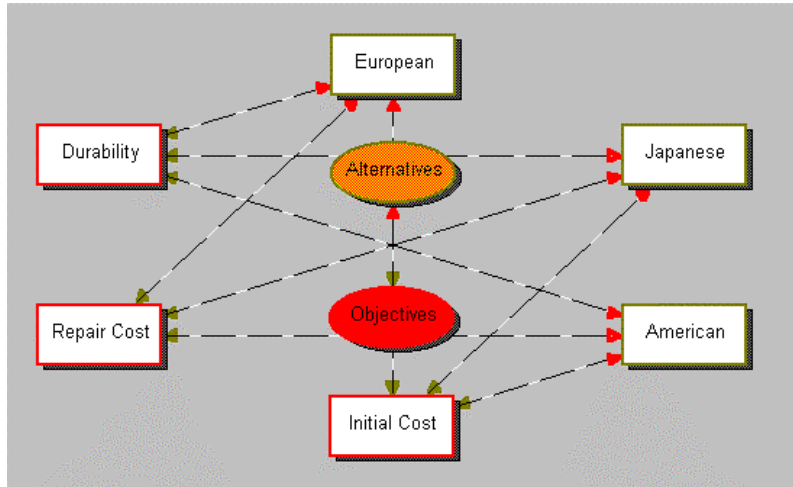 European
Durability
Japanese
Alternatives
Objectives
Repair Cost
American
Initial Cost